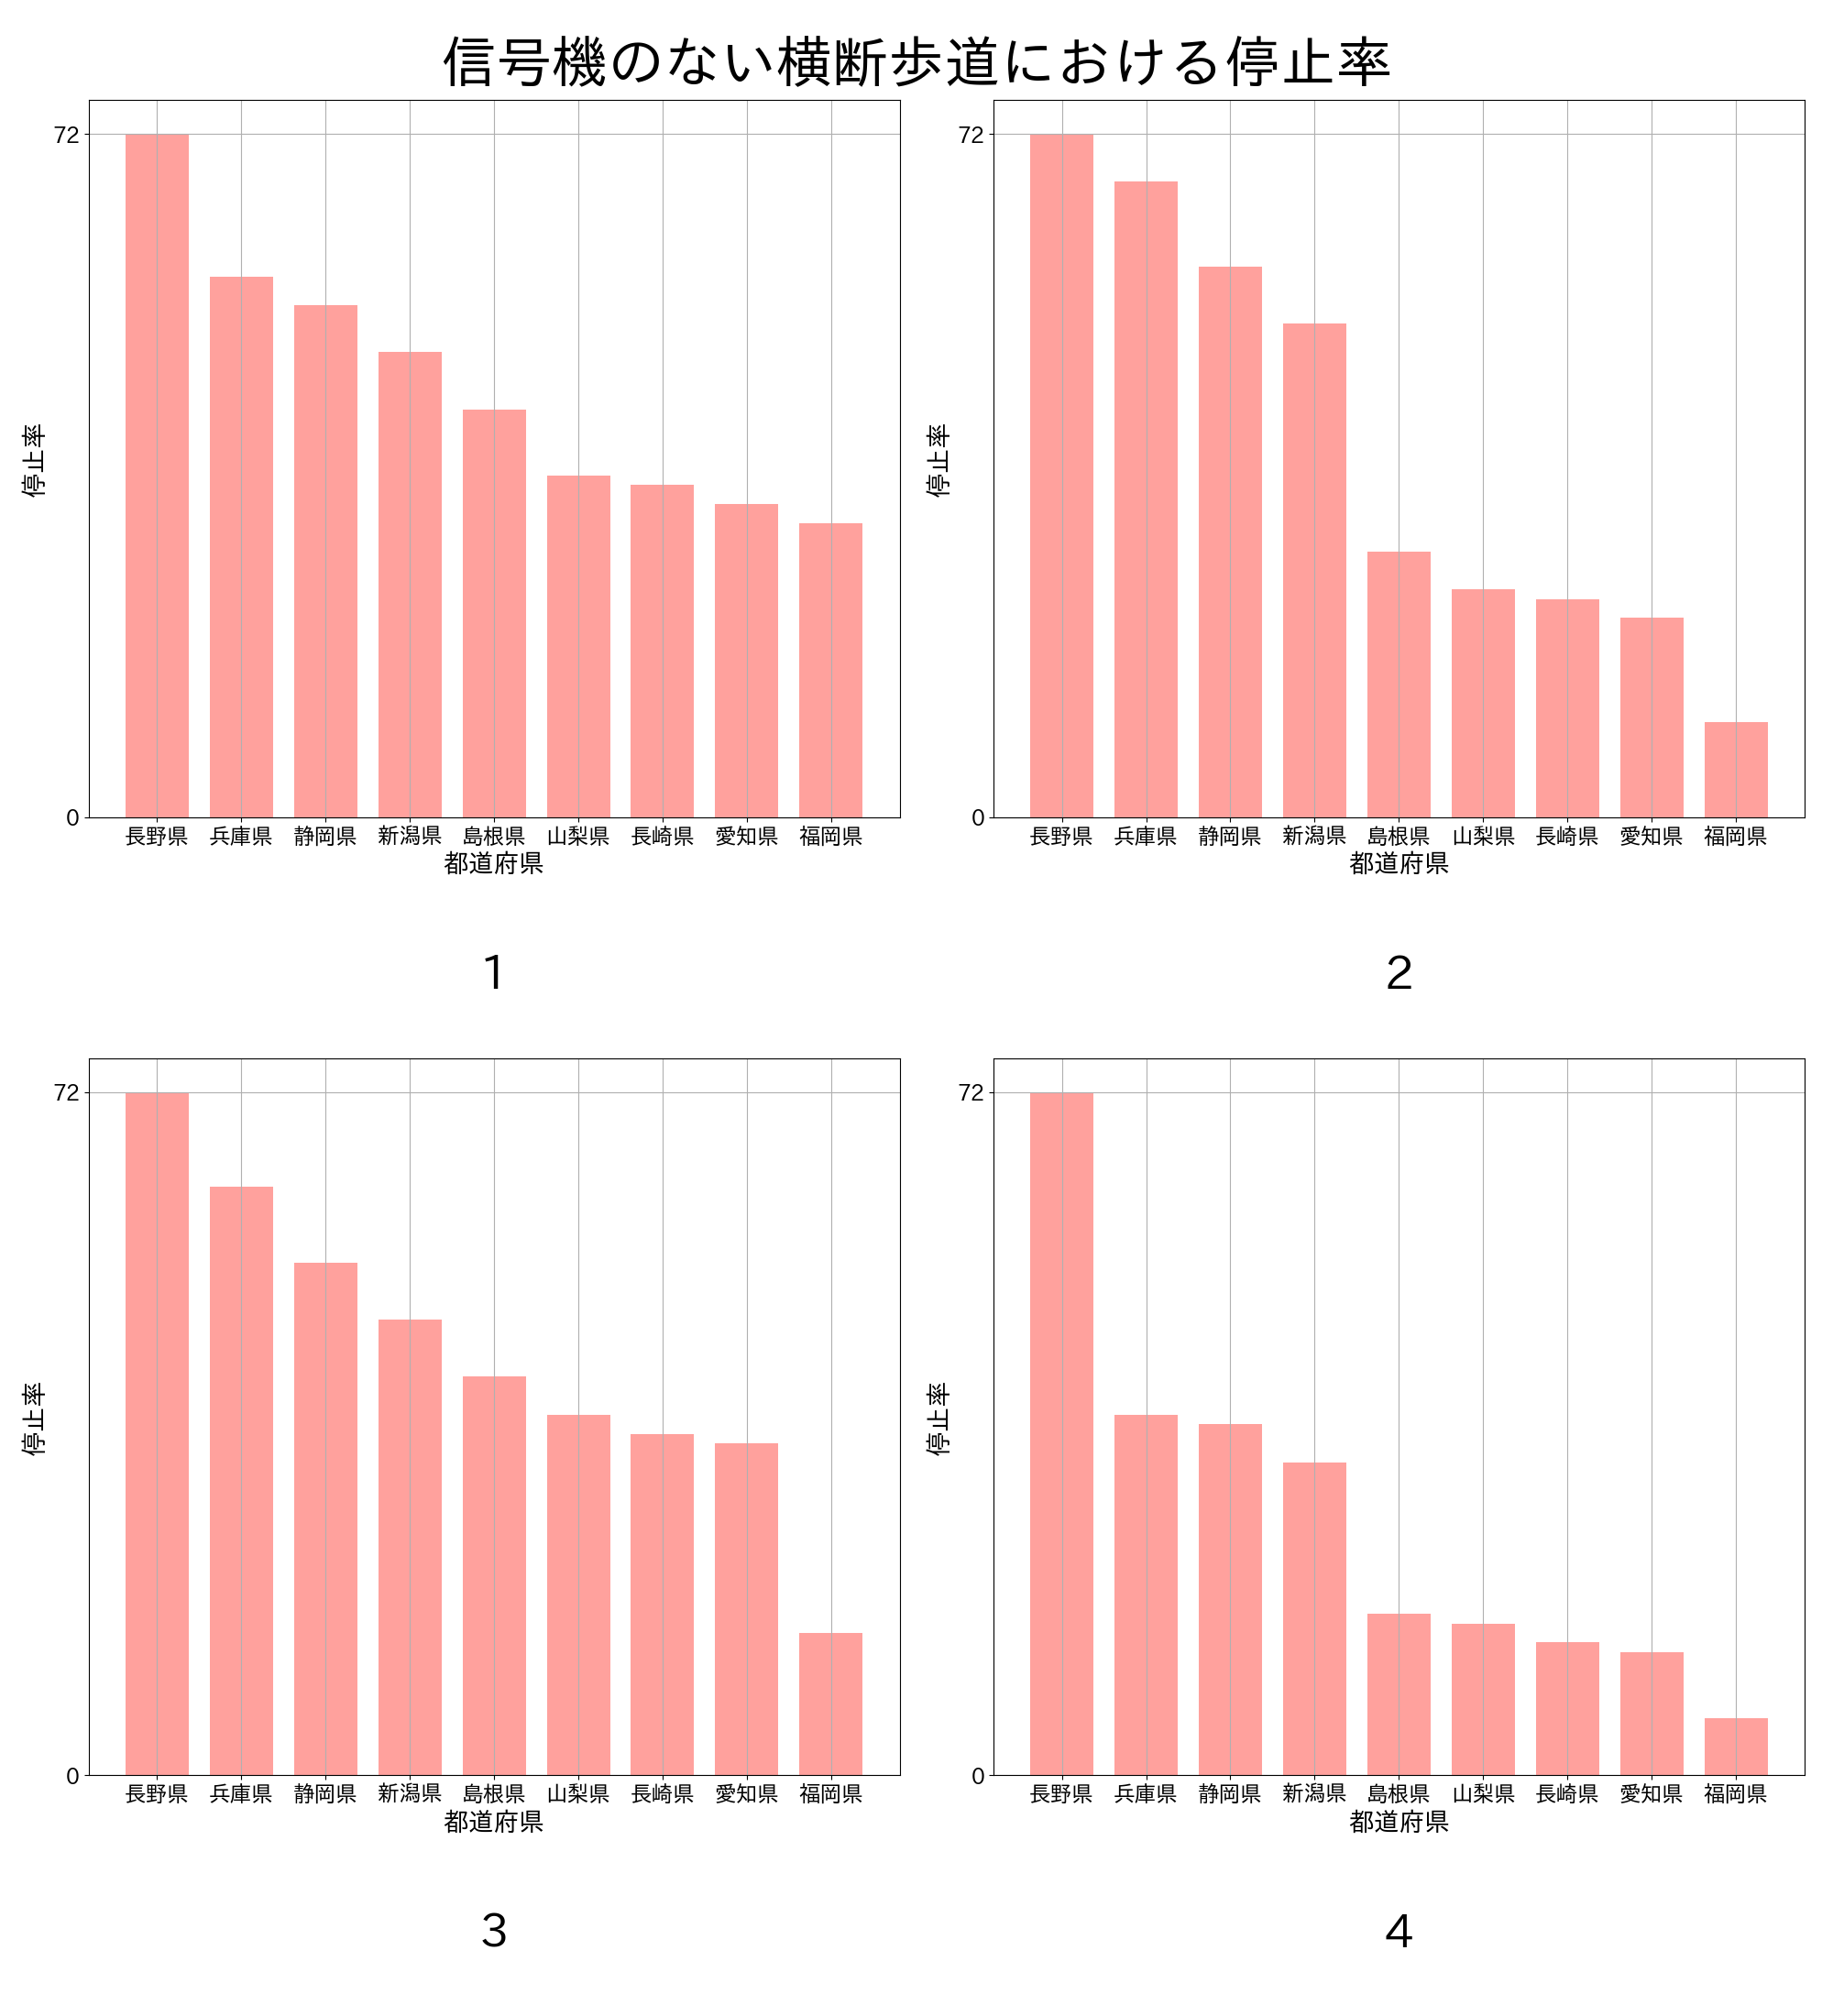 信号機のない横断歩道における停止率
72
0
停止率
長野県 兵庫県 静岡県 新潟県 島根県 山梨県 長崎県 愛知県 福岡県
都道府県
1
72
0
停止率
長野県 兵庫県 静岡県 新潟県 島根県 山梨県 長崎県 愛知県 福岡県
都道府県
2
72
0
停止率
長野県 兵庫県 静岡県 新潟県 島根県 山梨県 長崎県 愛知県 福岡県
都道府県
3
72
0
停止率
長野県 兵庫県 静岡県 新潟県 島根県 山梨県 長崎県 愛知県 福岡県
都道府県
4